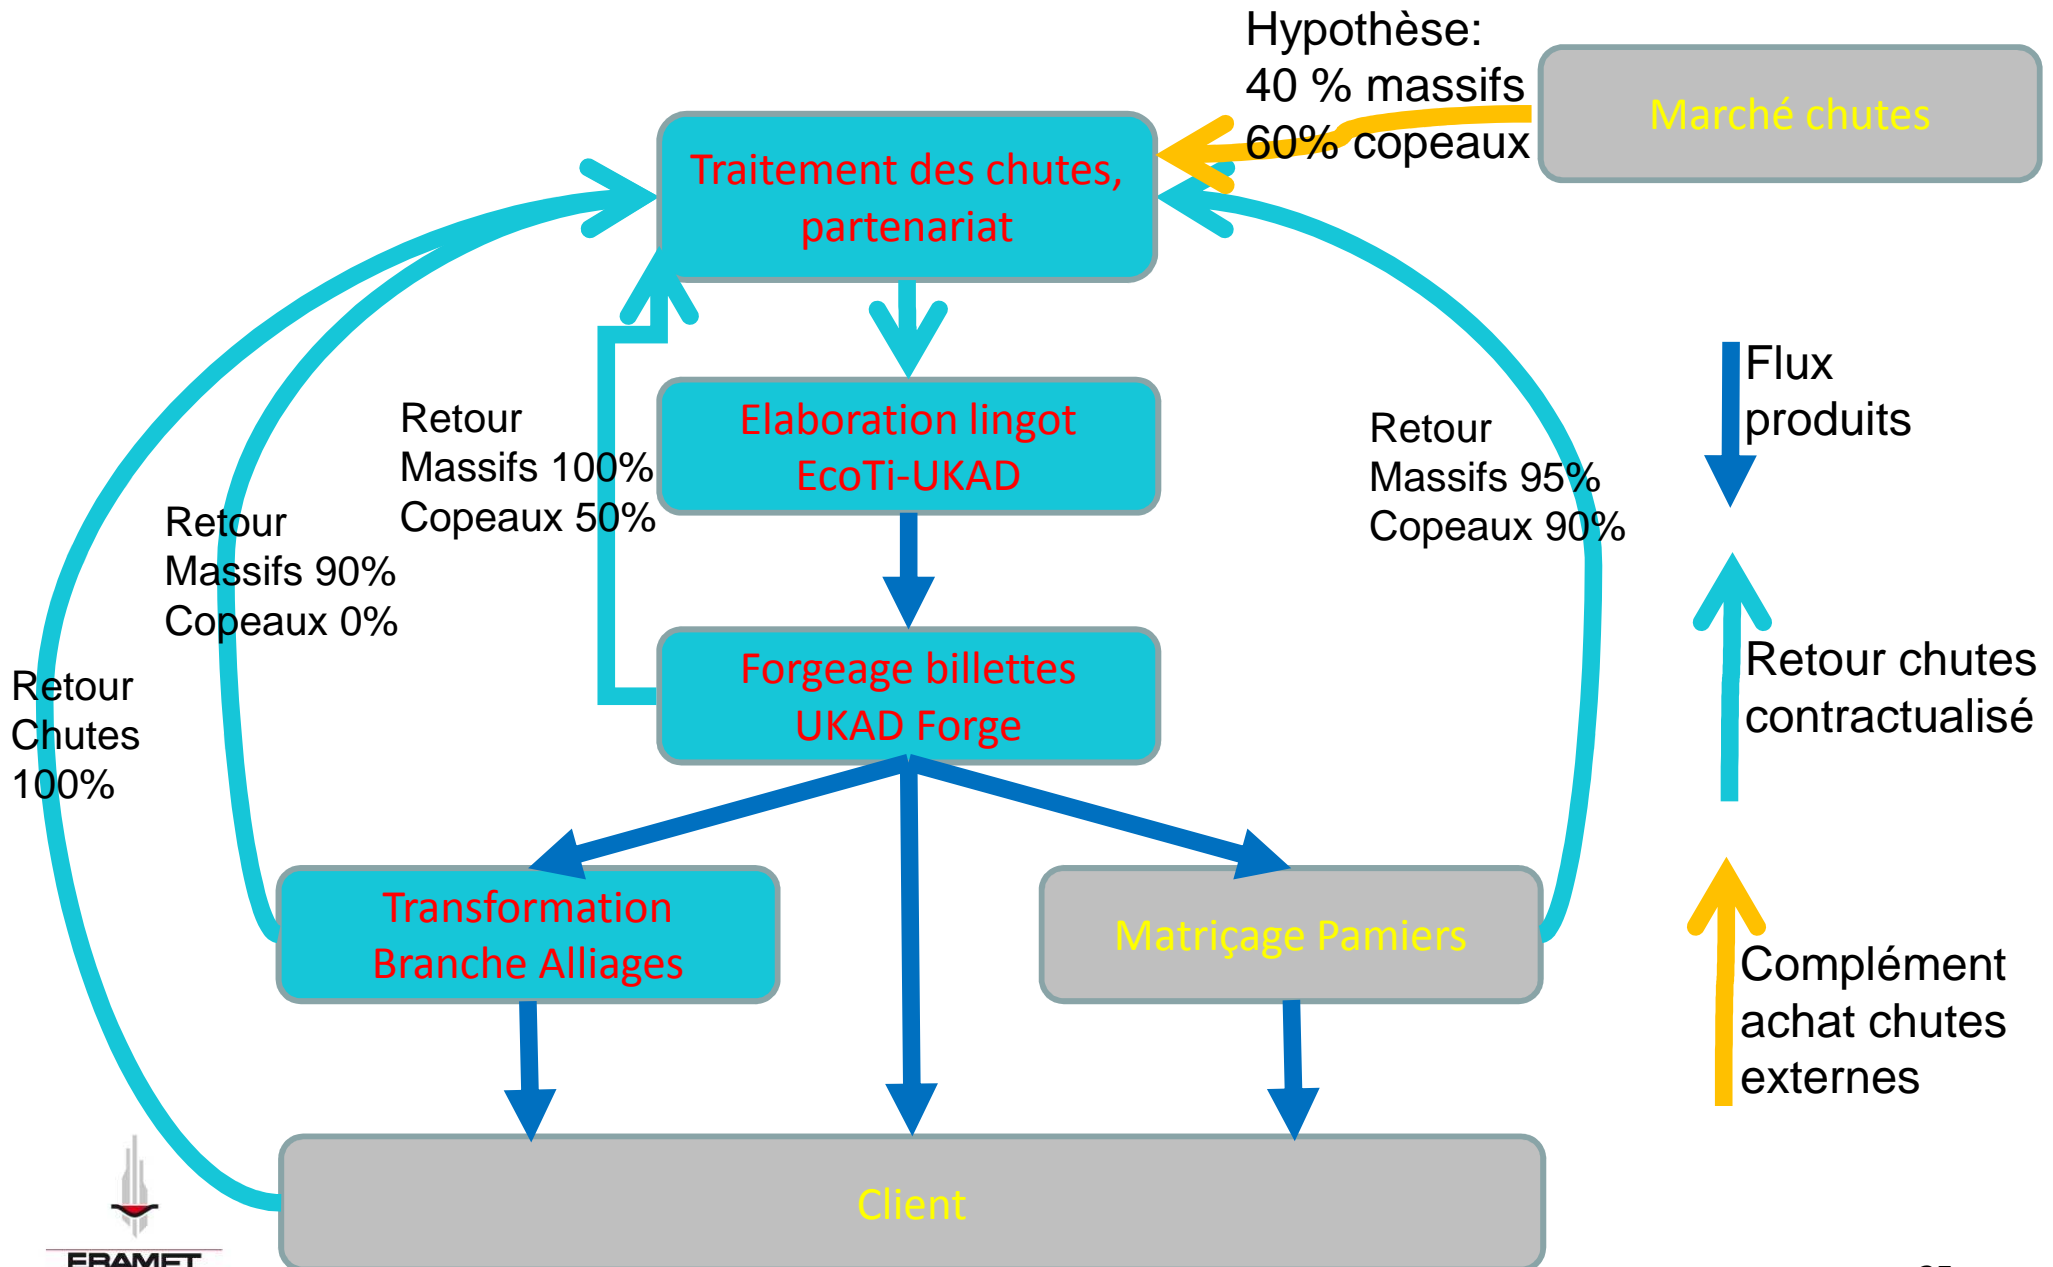 Hypothèse:
40 % massifs
60% copeaux
Marché chutes
Traitement des chutes,
partenariat
Flux
produits
Elaboration lingot
EcoTi-UKAD
Retour
Massifs 100%
Copeaux 50%
Retour
Massifs 95%
Copeaux 90%
Retour
Massifs 90%
Copeaux 0%
Forgeage billettes
UKAD Forge
Retour chutes
contractualisé
Retour
Chutes
100%
Transformation
Branche Alliages
Matriçage Pamiers
Complément
achat chutes
externes
Client
ERAMET